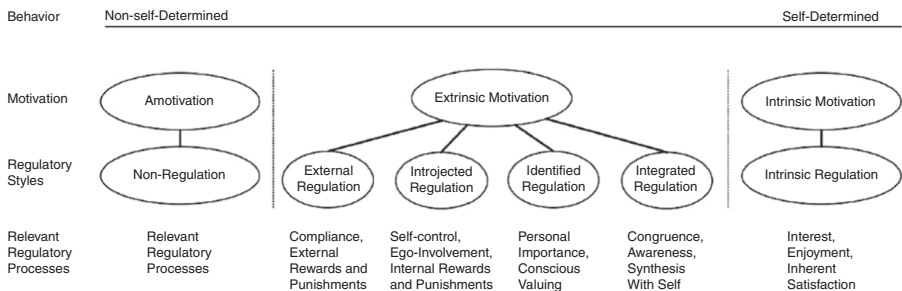 Behavior
Non-self-Determined
Self-Determined
Motivation
Amotivation
Extrinsic Motivation
Intrinsic Motivation
Regulatory
Styles
Non-Regulation
External
Regulation
Introjected
Regulation
Identified
Regulation
Integrated
Regulation
Intrinsic Regulation
Relevant
Regulatory
Processes
Relevant
Regulatory
Processes
Compliance,
External
Rewards and
Punishments
Self-control,
Ego-Involvement,
Internal Rewards
and Punishments
Personal
Importance,
Conscious
Valuing
Congruence,
Awareness,
Synthesis
With Self
Interest,
Enjoyment,
Inherent
Satisfaction